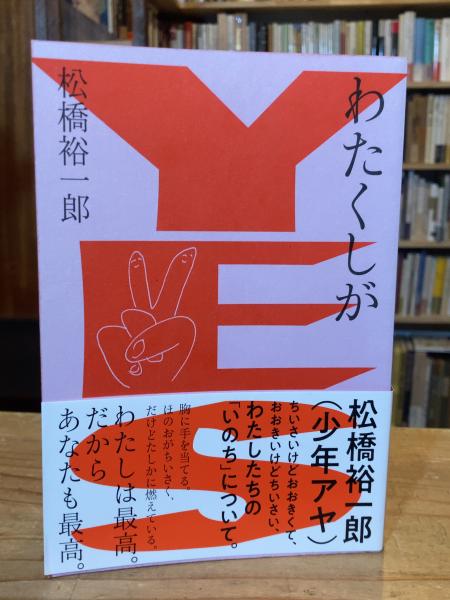 わたくしが
YES
松橋裕一郎
松橋裕一郎
(少年アヤ)
ちいさいけどおおきくて、
おおきいけどちいさい、
わたしたちの
「いのち」について。
胸に手を当てる。
ほのおがちいさく、
だけどたしかに燃えている。
わたしは最高。
だから
あなたも最高。